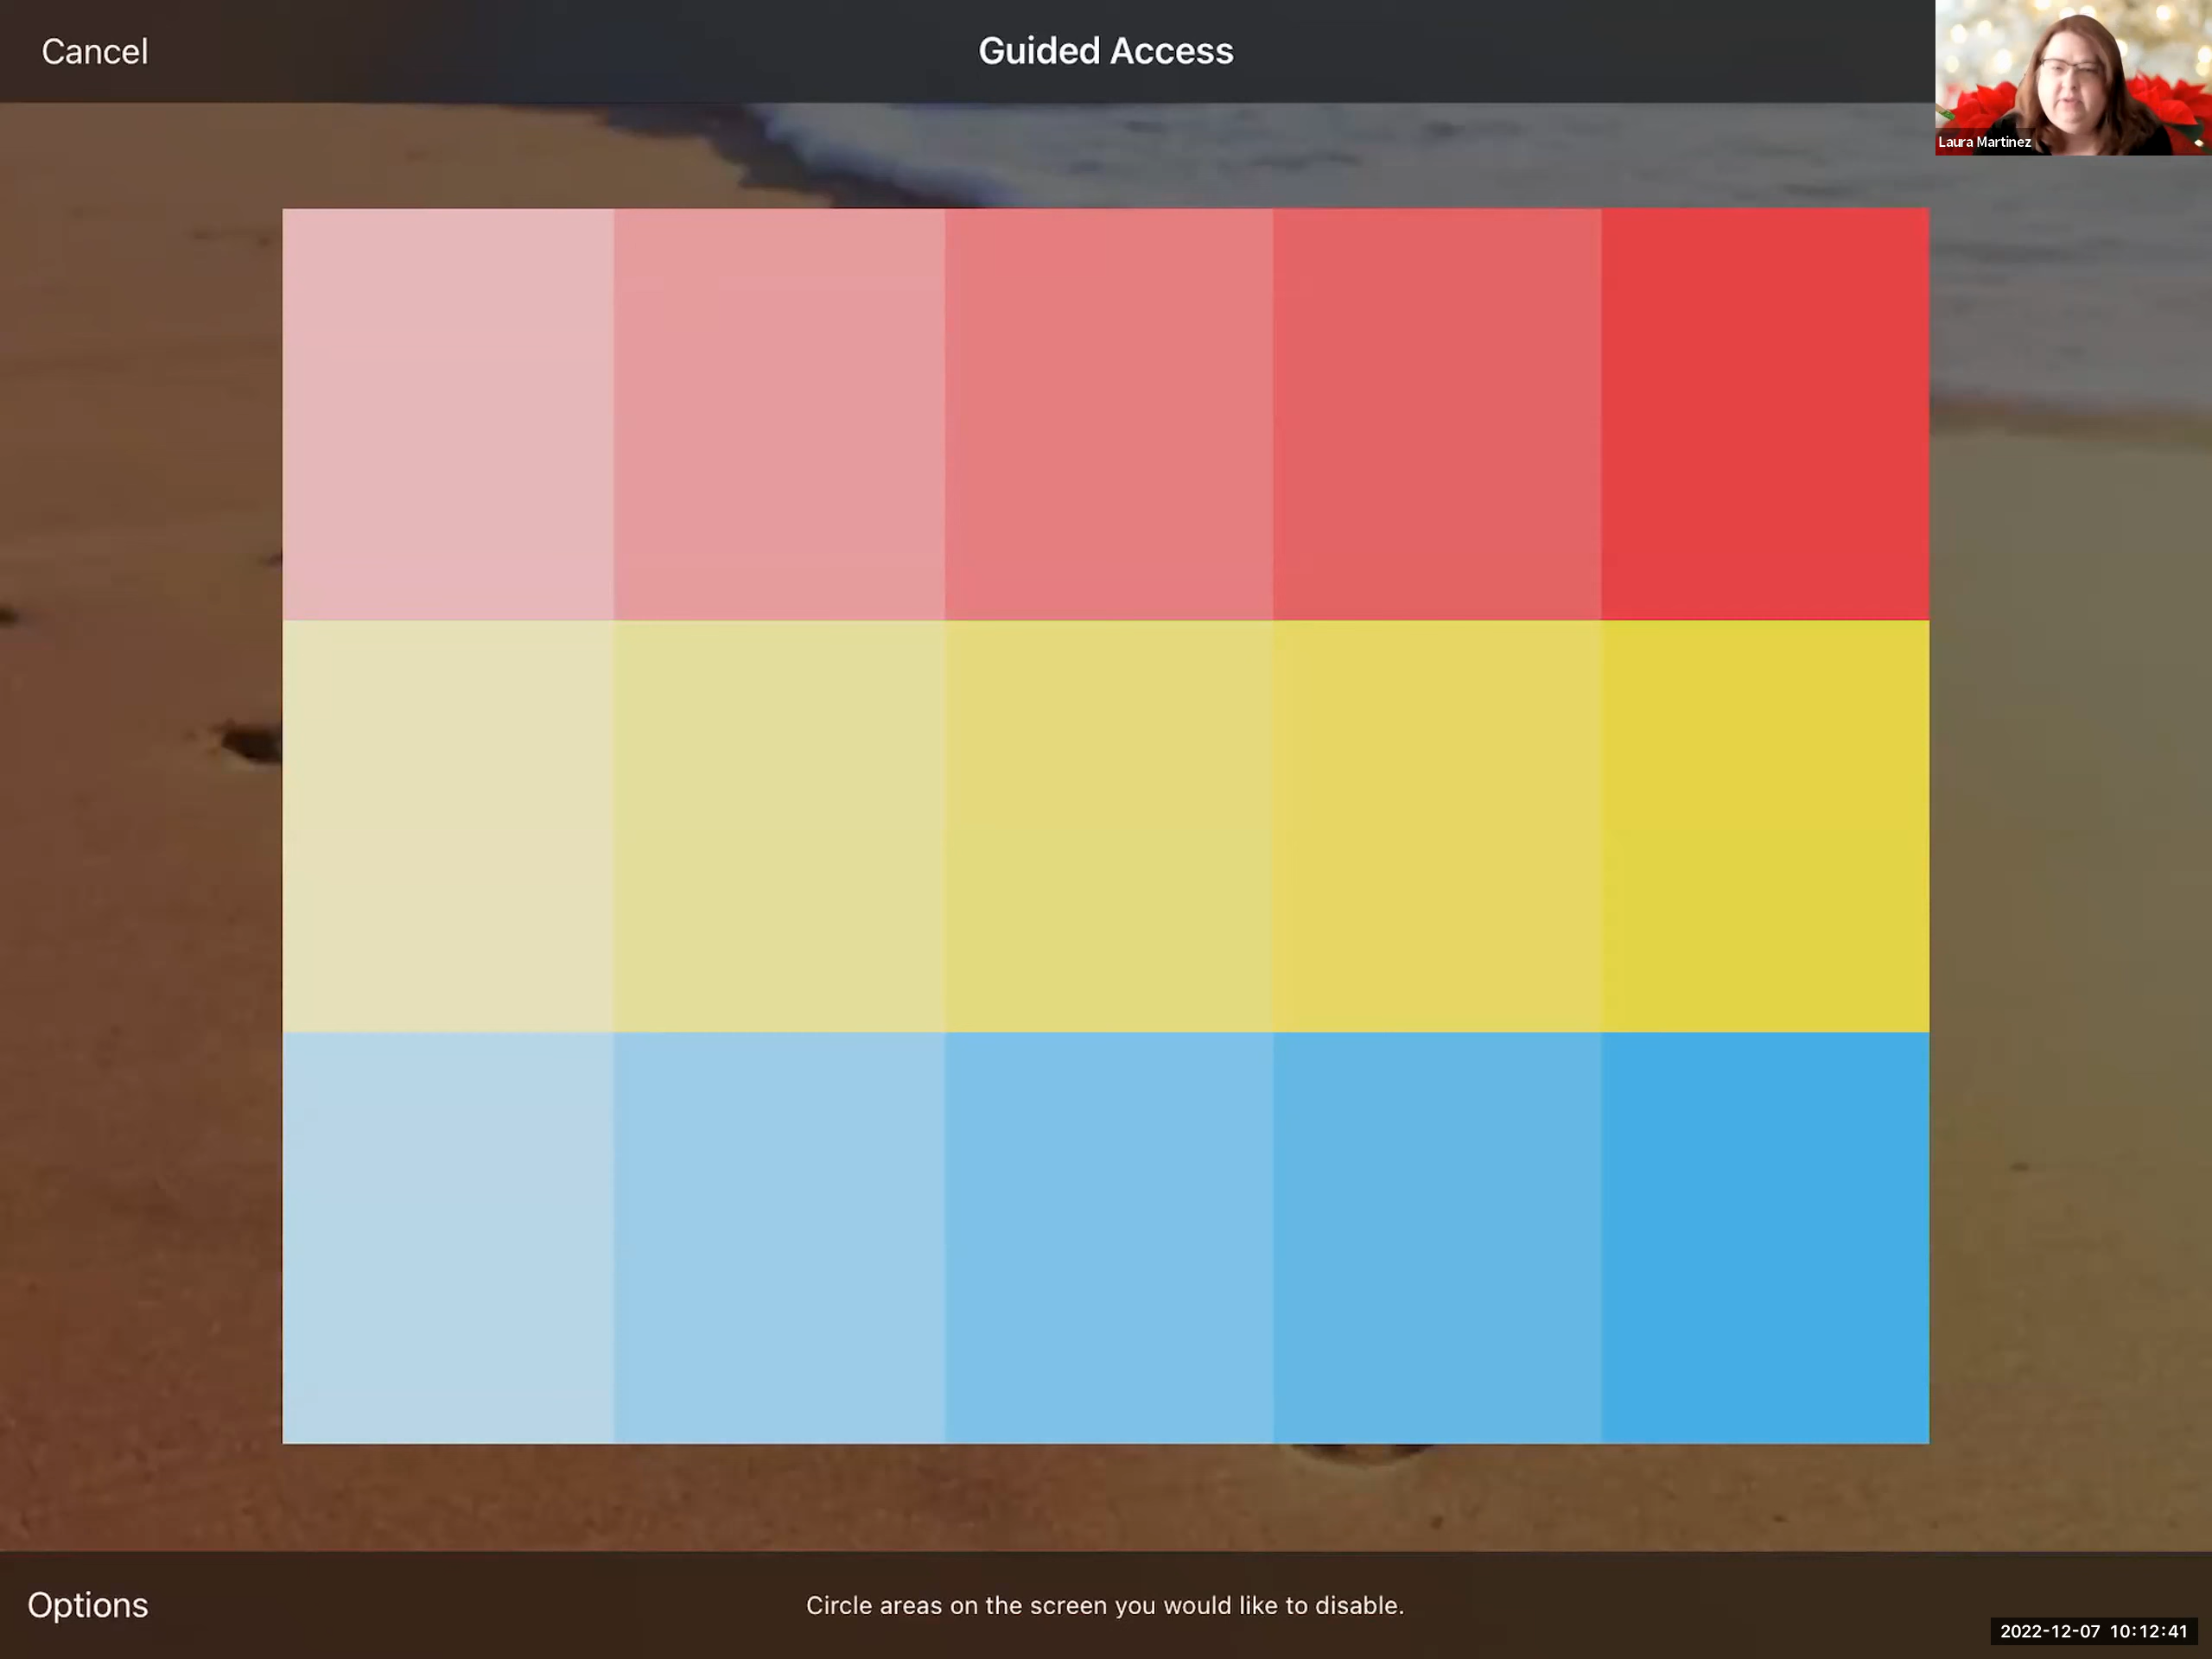 Cancel
Guided Access
Laura Martinez
Options
Circle areas on the screen you would like to disable.
2022-12-07 10:12:41